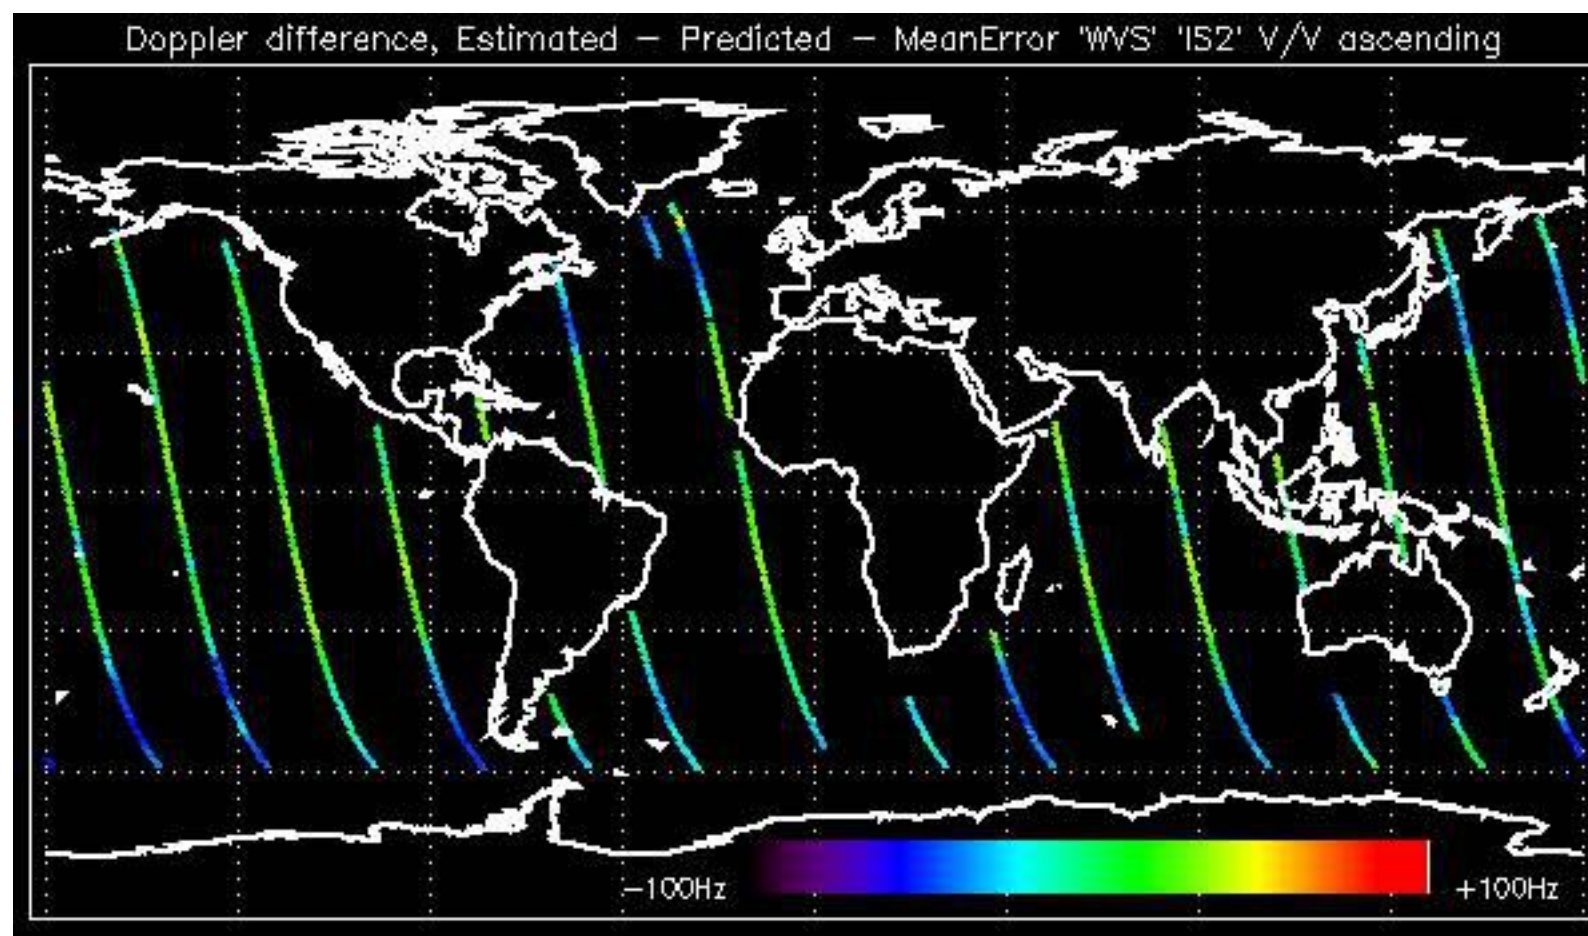 Doppler difference, Estimated – Predicted – MeanError 'WVS' 'IS2' V/V ascending
–100Hz
+100Hz